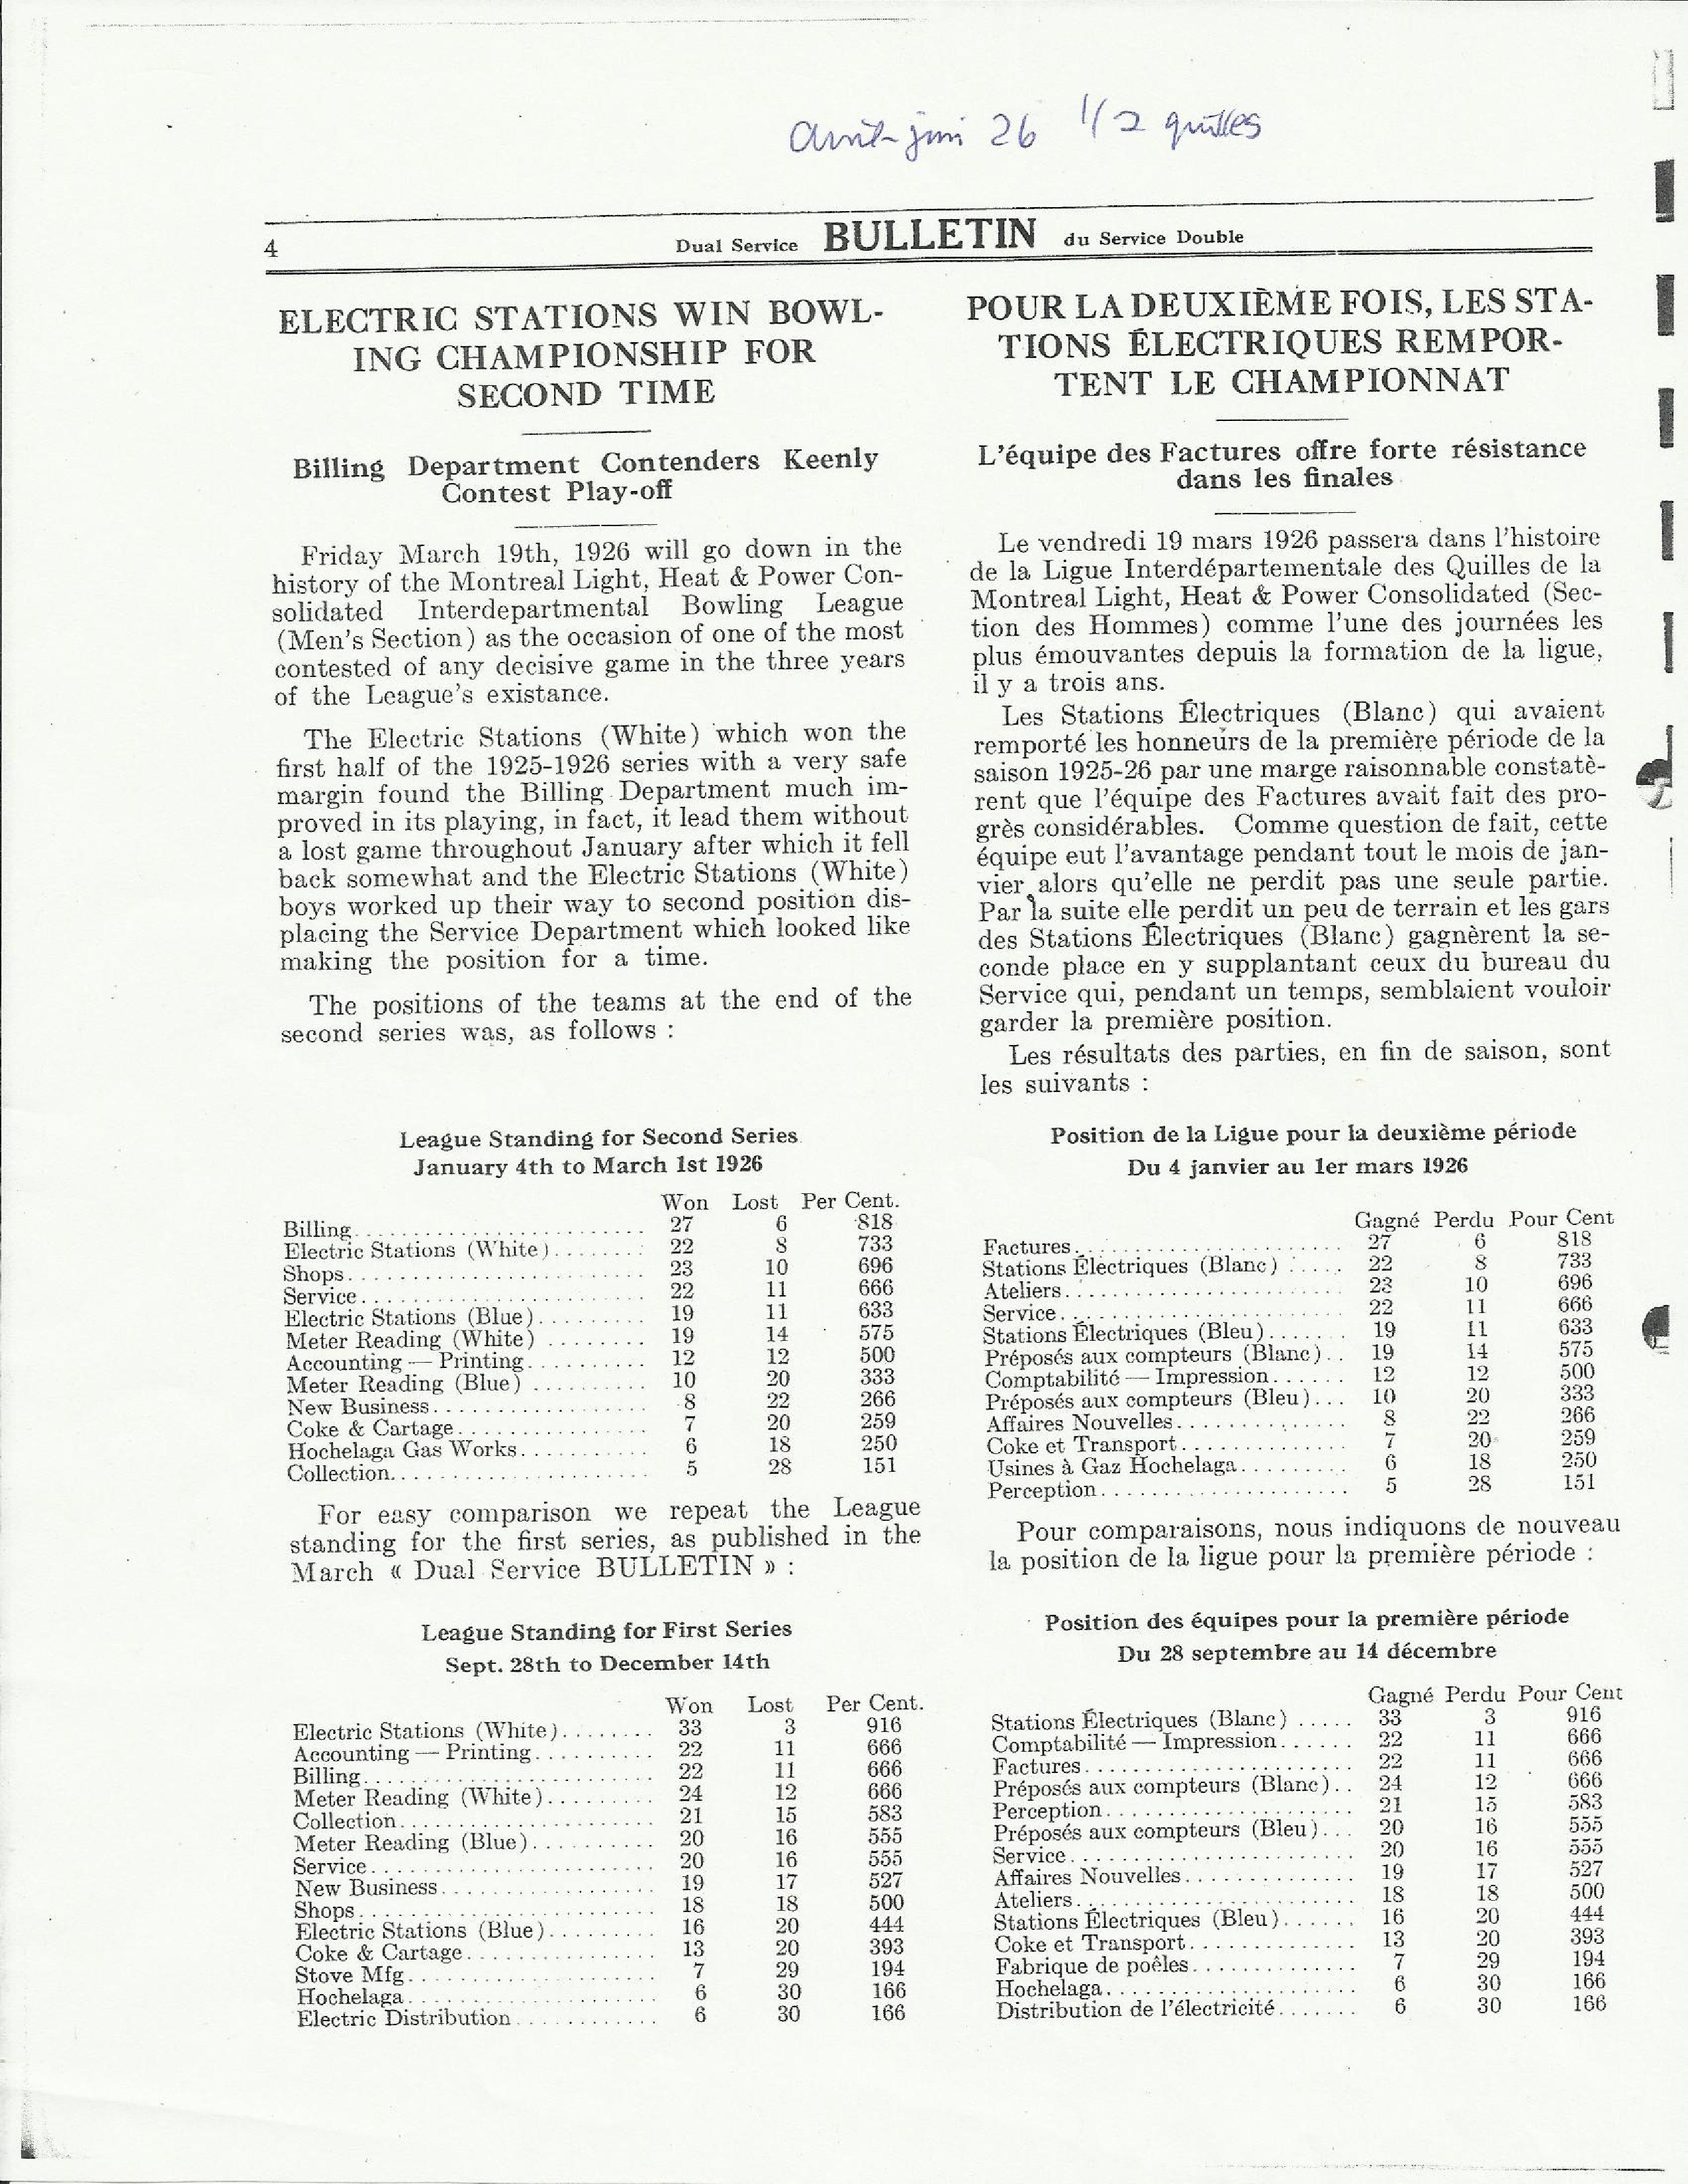 avril-juin 26 1/2 quilles
4
Dual Service BULLETIN du Service Double
ELECTRIC STATIONS WIN BOWL-
ING CHAMPIONSHIP FOR
SECOND TIME
Billing Department Contenders Keenly
Contest Play-off
Friday March 19th, 1926 will go down in the
history of the Montreal Light, Heat & Power Con-
solidated Interdepartmental Bowling League
(Men's Section) as the occasion of one of the most
contested of any decisive game in the three years
of the League's existance.
The Electric Stations (White) which won the
first half of the 1925-1926 series with a very safe
margin found the Billing Department much im-
proved in its playing, in fact, it lead them without
a lost game throughout January after which it fell
back somewhat and the Electric Stations (White)
boys worked up their way to second position dis-
placing the Service Department which looked like
making the position for a time.
The positions of the teams at the end of the
second series was, as follows :
League Standing for Second Series
January 4th to March 1st 1926
Won Lost Per Cent.
Billing........................ 27 6 818
Electric Stations (White)........ 22 8 733
Shops......................... 23 10 696
Service........................ 22 11 666
Electric Stations (Blue)......... 19 11 633
Meter Reading (White) ........ 19 14 575
Accounting — Printing.......... 12 12 500
Meter Reading (Blue) .......... 10 20 333
New Business.................. 8 22 266
Coke & Cartage................ 7 20 259
Hochelaga Gas Works........... 6 18 250
Collection...................... 5 28 151
For easy comparison we repeat the League
standing for the first series, as published in the
March « Dual Service BULLETIN » :
League Standing for First Series
Sept. 28th to December 14th
Won Lost Per Cent.
Electric Stations (White)........ 33 3 916
Accounting — Printing.......... 22 11 666
Billing........................ 22 11 666
Meter Reading (White)......... 24 12 666
Collection...................... 21 15 583
Meter Reading (Blue).......... 20 16 555
Service........................ 20 16 555
New Business.................. 19 17 527
Shops......................... 18 18 500
Electric Stations (Blue)......... 16 20 444
Coke & Cartage................ 13 20 393
Stove Mfg..................... 7 29 194
Hochelaga..................... 6 30 166
Electric Distribution............ 6 30 166
POUR LA DEUXIÈME FOIS, LES STA-
TIONS ÉLECTRIQUES REMPOR-
TENT LE CHAMPIONNAT
L'équipe des Factures offre forte résistance
dans les finales
Le vendredi 19 mars 1926 passera dans l'histoire
de la Ligue Interdépartementale des Quilles de la
Montreal Light, Heat & Power Consolidated (Sec-
tion des Hommes) comme l'une des journées les
plus émouvantes depuis la formation de la ligue,
il y a trois ans.
Les Stations Électriques (Blanc) qui avaient
remporté les honneurs de la première période de la
saison 1925-26 par une marge raisonnable constatè-
rent que l'équipe des Factures avait fait des pro-
grès considérables. Comme question de fait, cette
équipe eut l'avantage pendant tout le mois de jan-
vier alors qu'elle ne perdit pas une seule partie.
Par la suite elle perdit un peu de terrain et les gars
des Stations Électriques (Blanc) gagnèrent la se-
conde place en y supplantant ceux du bureau du
Service qui, pendant un temps, semblaient vouloir
garder la première position.
Les résultats des parties, en fin de saison, sont
les suivants :
Position de la Ligue pour la deuxième période
Du 4 janvier au 1er mars 1926
Gagné Perdu Pour Cent
Factures....................... 27 6 818
Stations Électriques (Blanc) ..... 22 8 733
Ateliers........................ 23 10 696
Service........................ 22 11 666
Stations Électriques (Bleu)....... 19 11 633
Préposés aux compteurs (Blanc).. 19 14 575
Comptabilité — Impression...... 12 12 500
Préposés aux compteurs (Bleu)... 10 20 333
Affaires Nouvelles.............. 8 22 266
Coke et Transport.............. 7 20 259
Usines à Gaz Hochelaga......... 6 18 250
Perception..................... 5 28 151
Pour comparaisons, nous indiquons de nouveau
la position de la ligue pour la première période :
Position des équipes pour la première période
Du 28 septembre au 14 décembre
Gagné Perdu Pour Cent
Stations Électriques (Blanc) ..... 33 3 916
Comptabilité — Impression...... 22 11 666
Factures....................... 22 11 666
Préposés aux compteurs (Blanc).. 24 12 666
Perception..................... 21 15 583
Préposés aux compteurs (Bleu)... 20 16 555
Service........................ 20 16 555
Affaires Nouvelles.............. 19 17 527
Ateliers........................ 18 18 500
Stations Électriques (Bleu)...... 16 20 444
Coke et Transport.............. 13 20 393
Fabrique de poêles.............. 7 29 194
Hochelaga..................... 6 30 166
Distribution de l'électricité....... 6 30 166